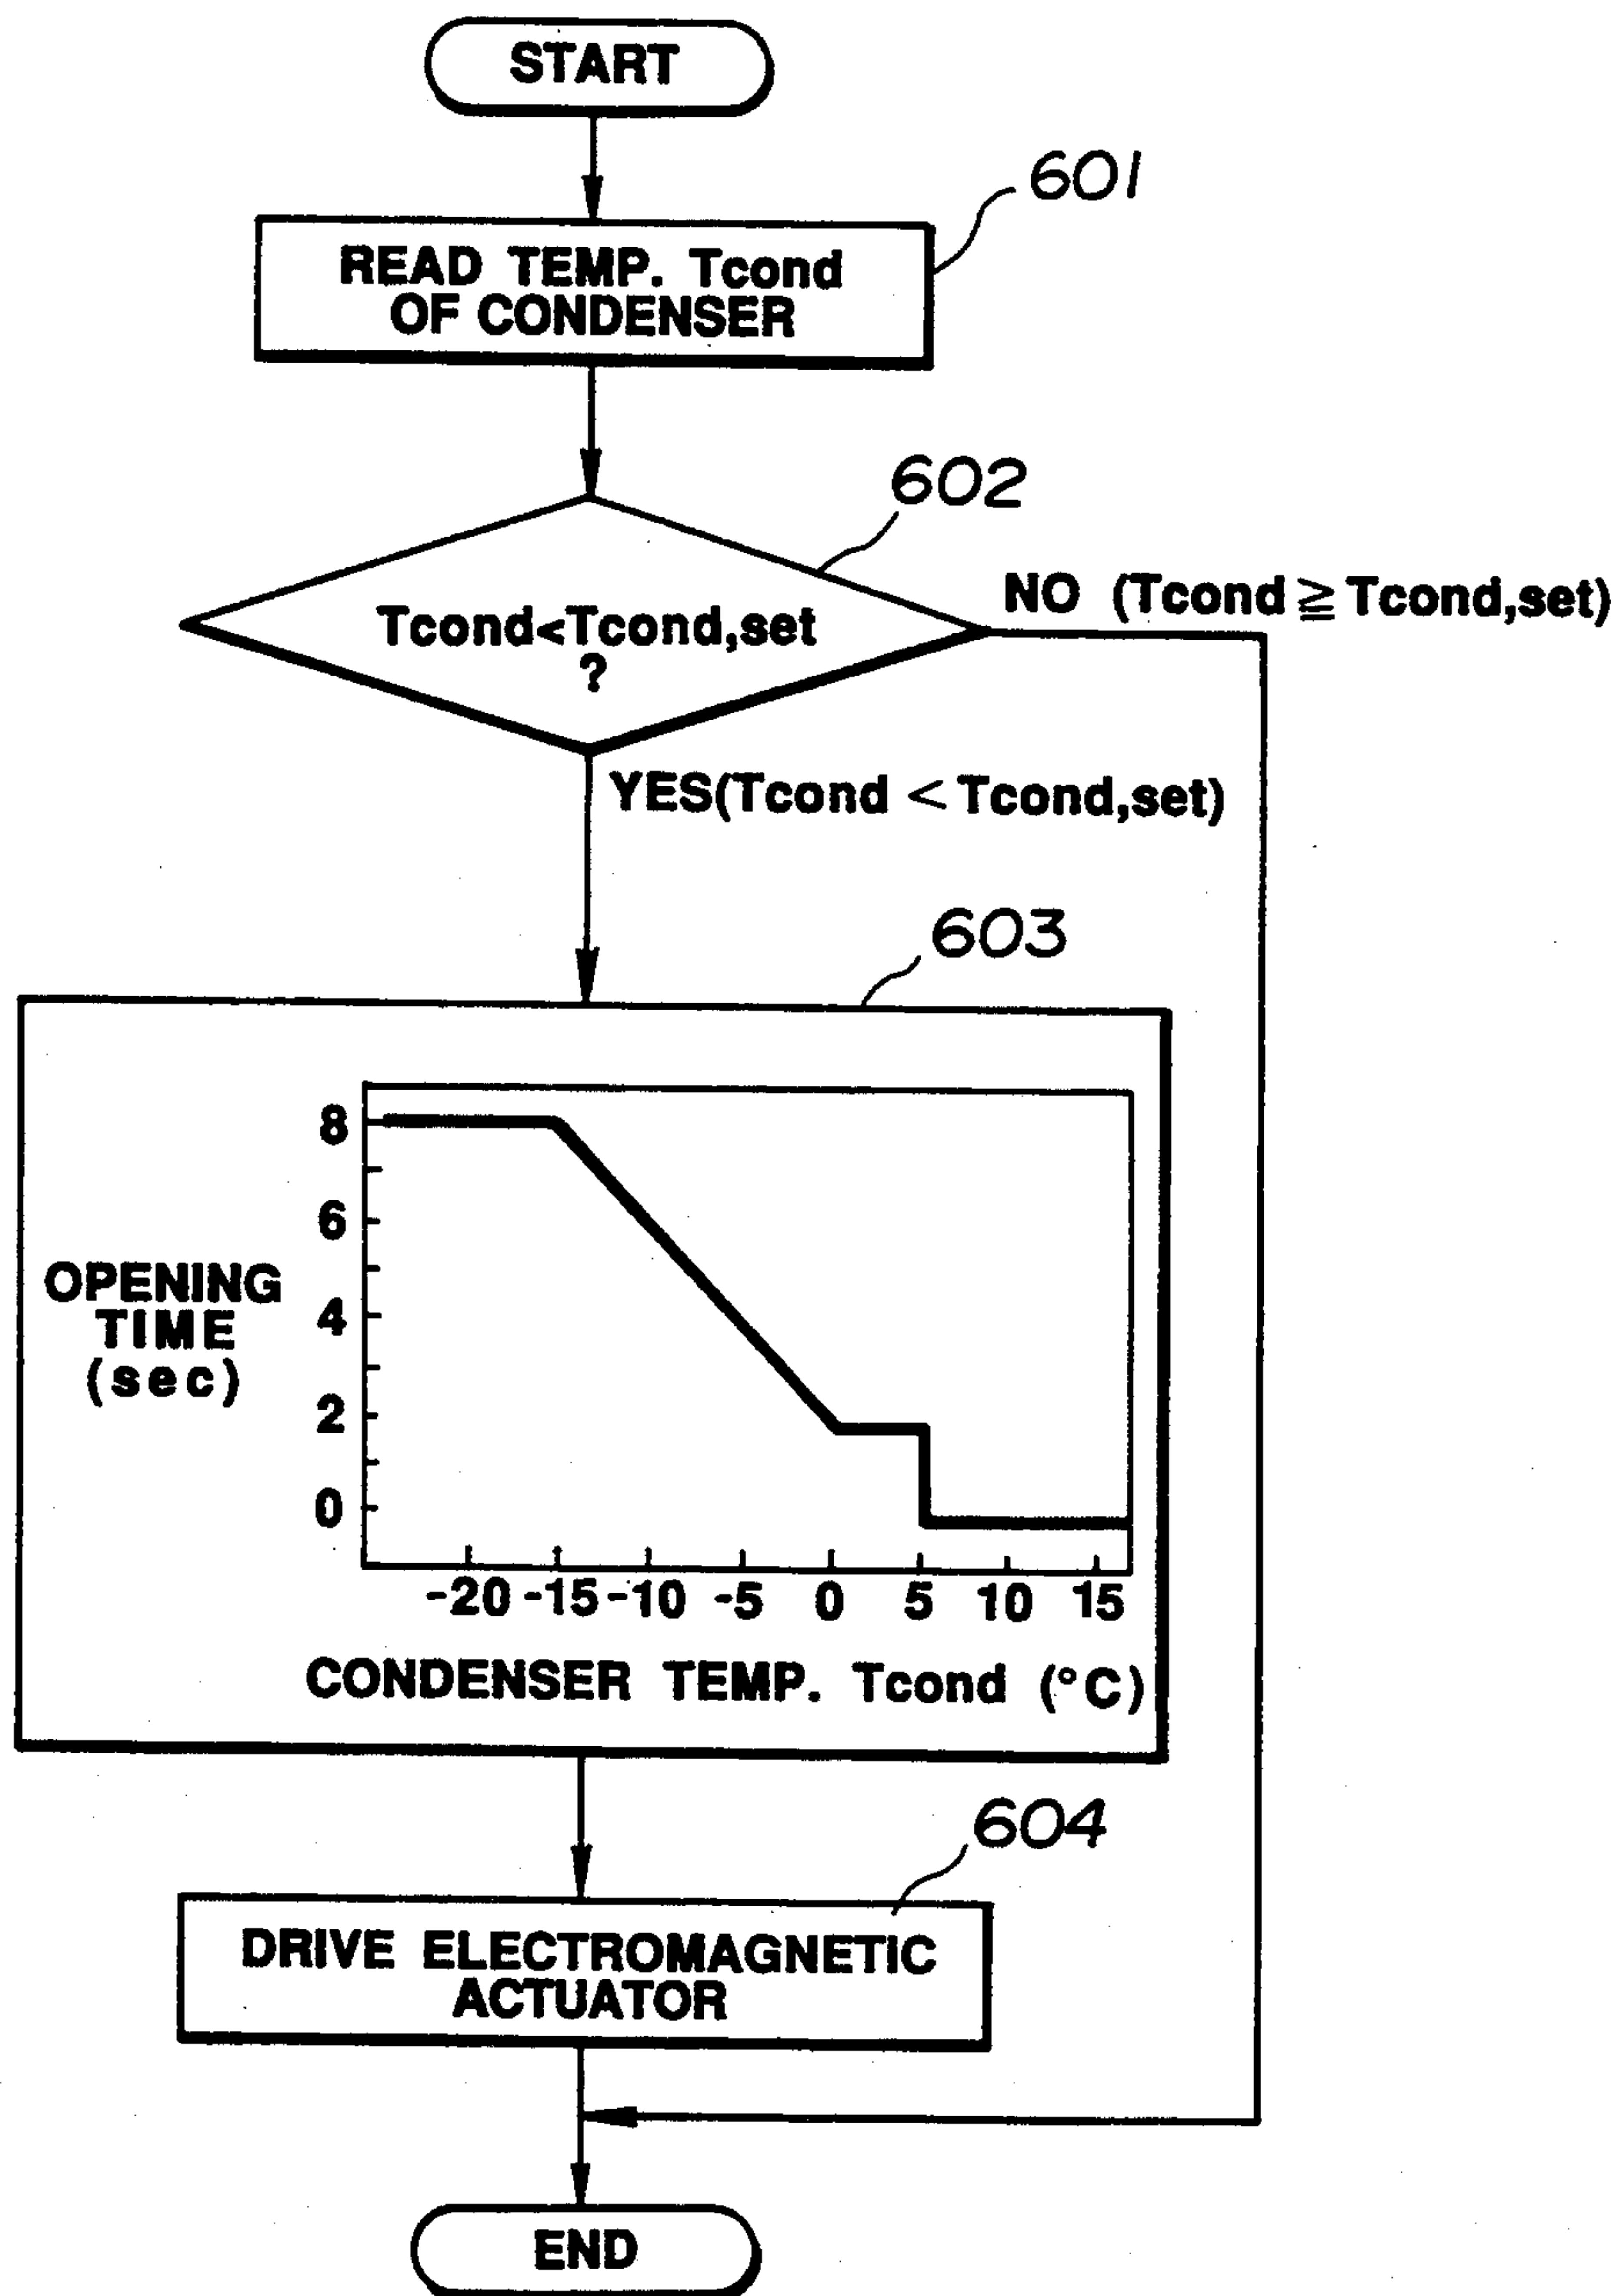 START
601
READ TEMP. Tcond
OF CONDENSER
602
NO (Tcond ≧ Tcond,set)
Tcond<Tcond,set
?
YES(Tcond < Tcond,set)
603
8
6
4
2
0
OPENING
TIME
(sec)
-20 -15 -10 -5 0 5 10 15
CONDENSER TEMP. Tcond (°C)
604
DRIVE ELECTROMAGNETIC
ACTUATOR
END